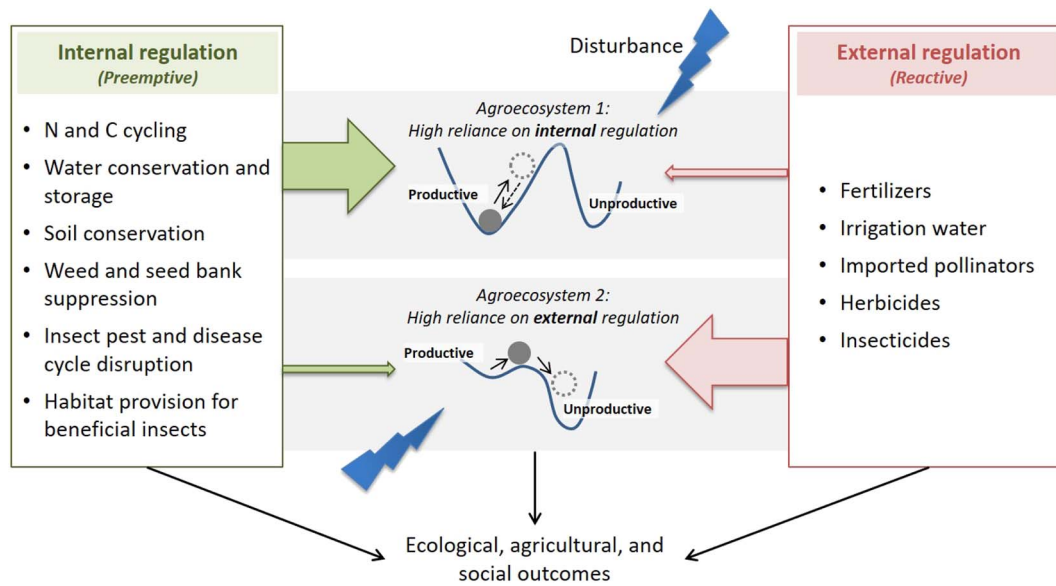 Internal regulation
(Preemptive)
• N and C cycling
• Water conservation and
storage
• Soil conservation
• Weed and seed bank
suppression
• Insect pest and disease
cycle disruption
• Habitat provision for
beneficial insects
Disturbance
Agroecosystem 1:
High reliance on internal regulation
Productive
Unproductive
Agroecosystem 2:
High reliance on external regulation
Productive
Unproductive
External regulation
(Reactive)
• Fertilizers
• Irrigation water
• Imported pollinators
• Herbicides
• Insecticides
Ecological, agricultural, and
social outcomes